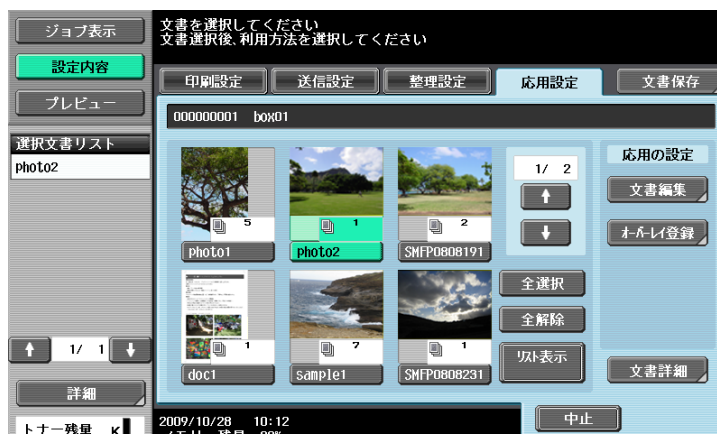 ジョブ表示
設定内容
プレビュー
選択文書リスト
photo2
1/ 1
詳細
トナー残量 K
文書を選択してください
文書選択後、利用方法を選択してください
印刷設定
送信設定
整理設定
応用設定
文書保存
000000001 box01
5
photo1
1
photo2
2
SMFP0808191
1
doc1
7
sample1
1
SMFP0808231
1/ 2
全選択
全解除
リスト表示
応用の設定
文書編集
オーバーレイ登録
文書詳細
2009/10/28 10:12
中止